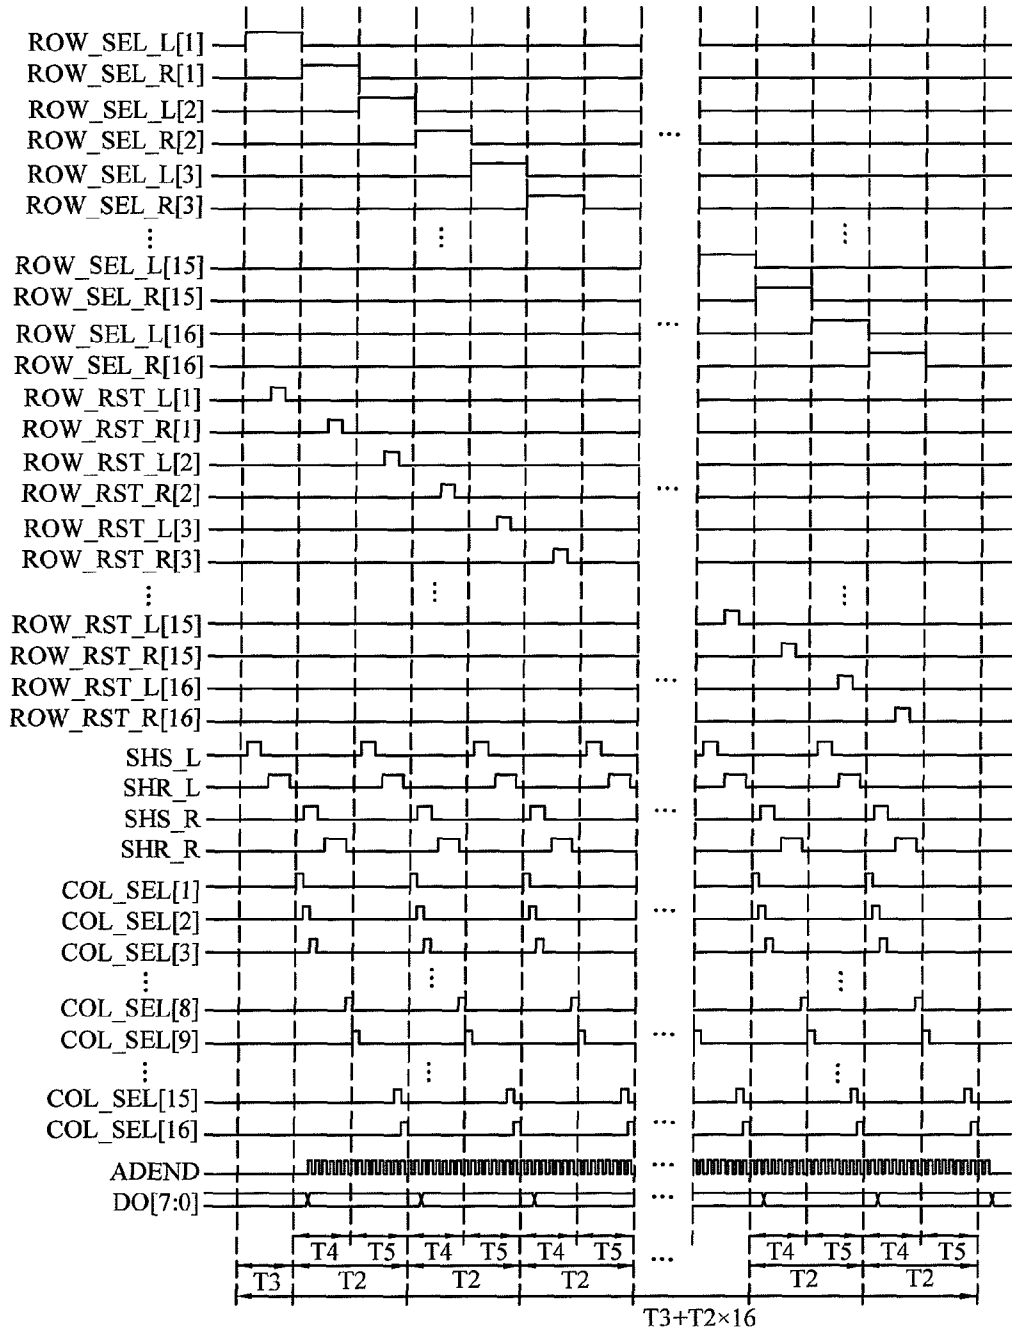 ROW_SEL_L[1]
ROW_SEL_R[1]
ROW_SEL_L[2]
ROW_SEL_R[2]
...
ROW_SEL_L[3]
ROW_SEL_R[3]
⋮ ⋮ ⋮
ROW_SEL_L[15]
ROW_SEL_R[15]
...
ROW_SEL_L[16]
ROW_SEL_R[16]
ROW_RST_L[1]
ROW_RST_R[1]
ROW_RST_L[2]
ROW_RST_R[2]
...
ROW_RST_L[3]
ROW_RST_R[3]
⋮ ⋮ ⋮
ROW_RST_L[15]
ROW_RST_R[15]
ROW_RST_L[16]
...
ROW_RST_R[16]
SHS_L
SHR_L
SHS_R
...
SHR_R
COL_SEL[1]
COL_SEL[2]
...
COL_SEL[3]
⋮ ⋮ ⋮
COL_SEL[8]
COL_SEL[9]
...
⋮ ⋮ ⋮
COL_SEL[15]
COL_SEL[16]
...
ADEND
...
DO[7:0]
...
T4 T5 T4 T5 T4 T5 ... T4 T5 T4 T5
T3 T2 T2 T2 T2 T2
T3+T2×16